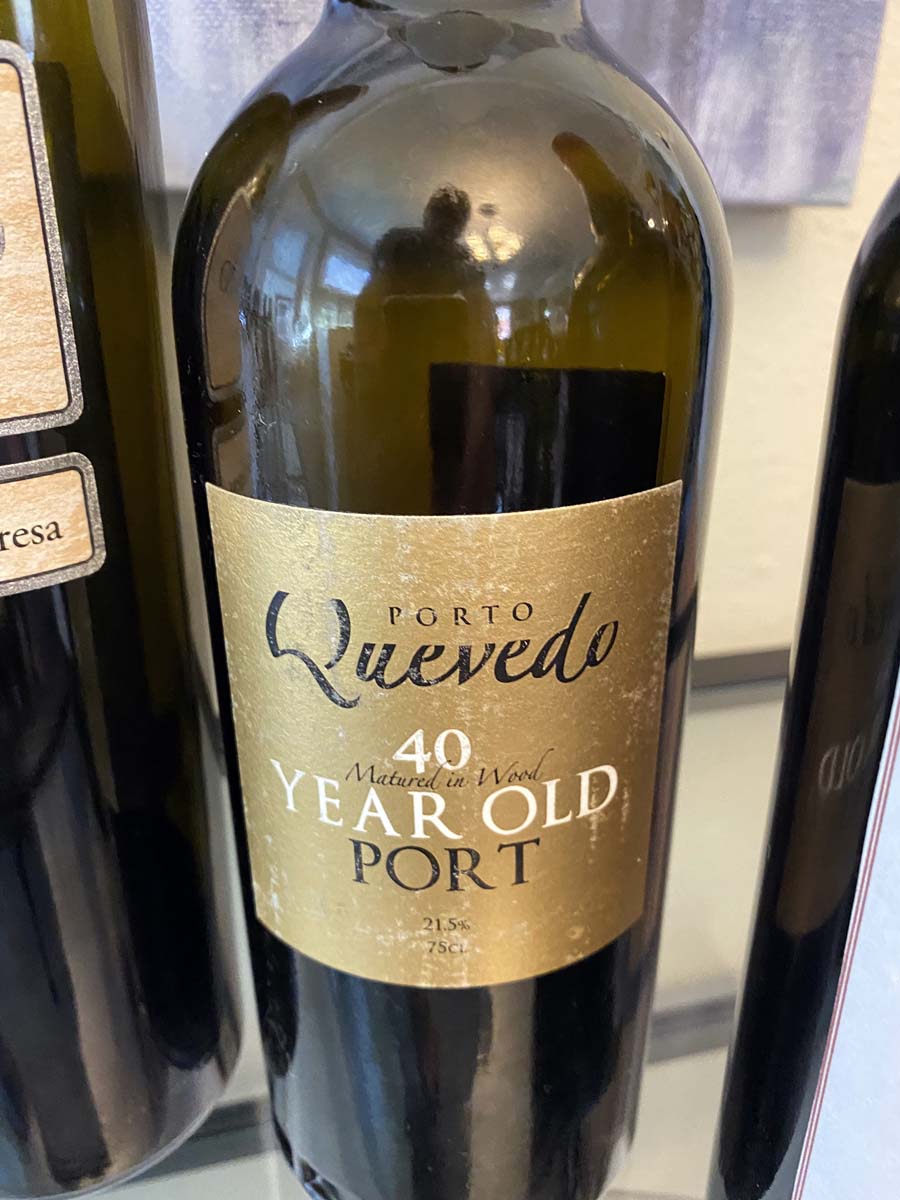 resa
PORTO
Quevedo
40
Matured in Wood
YEAR OLD
PORT
21.5%
75cl